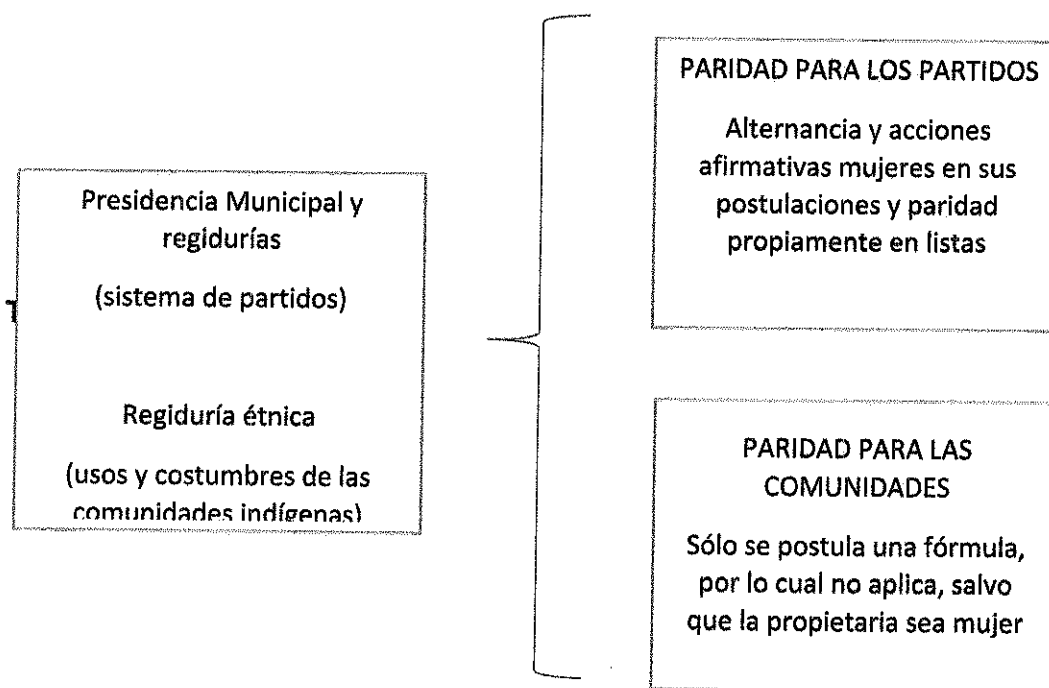 Presidencia Municipal y
regidurías
(sistema de partidos)
Regiduría étnica
(usos y costumbres de las
comunidades indígenas)
PARIDAD PARA LOS PARTIDOS
Alternancia y acciones
afirmativas mujeres en sus
postulaciones y paridad
propiamente en listas
PARIDAD PARA LAS
COMUNIDADES
Sólo se postula una fórmula,
por lo cual no aplica, salvo
que la propietaria sea mujer